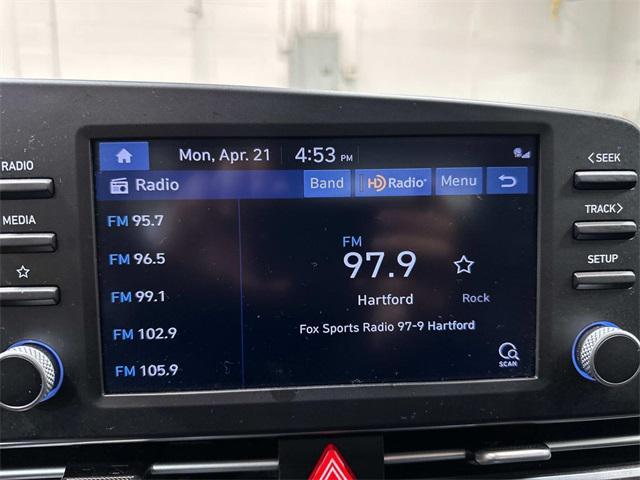 Mon, Apr. 21 4:53 PM
Radio Band HD Radio Menu
RADIO
MEDIA
FM 95.7
FM 96.5
FM 99.1
FM 102.9
FM 105.9
FM
97.9
Hartford Rock
Fox Sports Radio 97-9 Hartford
SCAN
<SEEK
TRACK>
SETUP